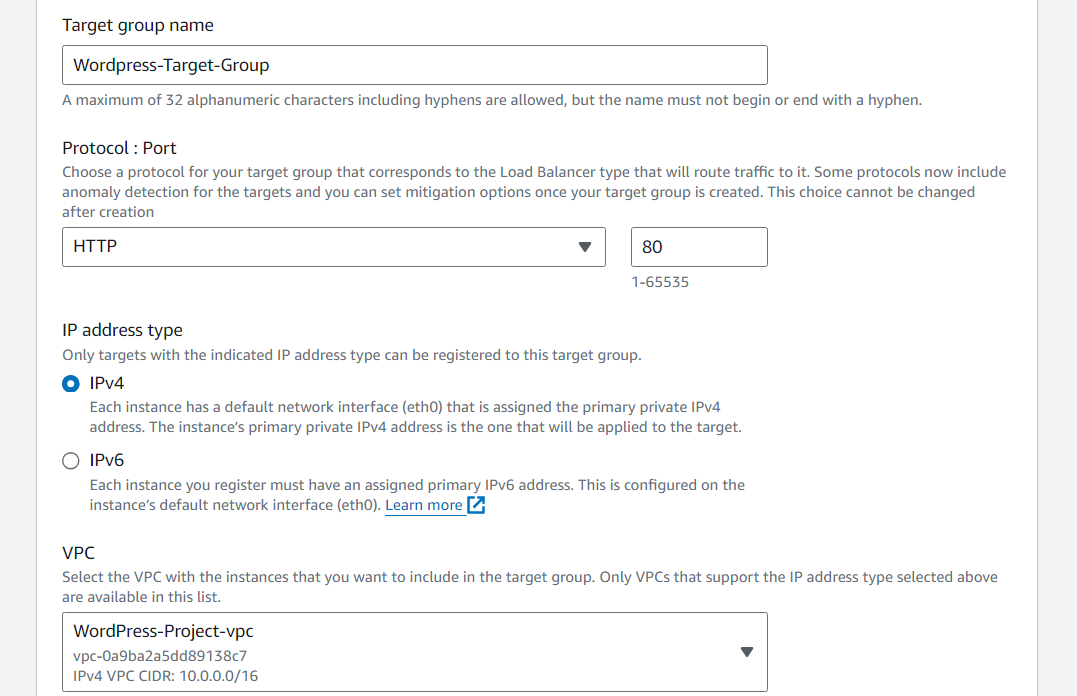 Target group name
Wordpress-Target-Group
A maximum of 32 alphanumeric characters including hyphens are allowed, but the name must not begin or end with a hyphen.
Protocol : Port
Choose a protocol for your target group that corresponds to the Load Balancer type that will route traffic to it. Some protocols now include
anomaly detection for the targets and you can set mitigation options once your target group is created. This choice cannot be changed
after creation
HTTP
80
1-65535
IP address type
Only targets with the indicated IP address type can be registered to this target group.
IPv4
Each instance has a default network interface (eth0) that is assigned the primary private IPv4
address. The instance's primary private IPv4 address is the one that will be applied to the target.
IPv6
Each instance you register must have an assigned primary IPv6 address. This is configured on the
instance's default network interface (eth0). Learn more
VPC
Select the VPC with the instances that you want to include in the target group. Only VPCs that support the IP address type selected above
are available in this list.
WordPress-Project-vpc
vpc-0a9ba2a5dd89138c7
IPv4 VPC CIDR: 10.0.0.0/16